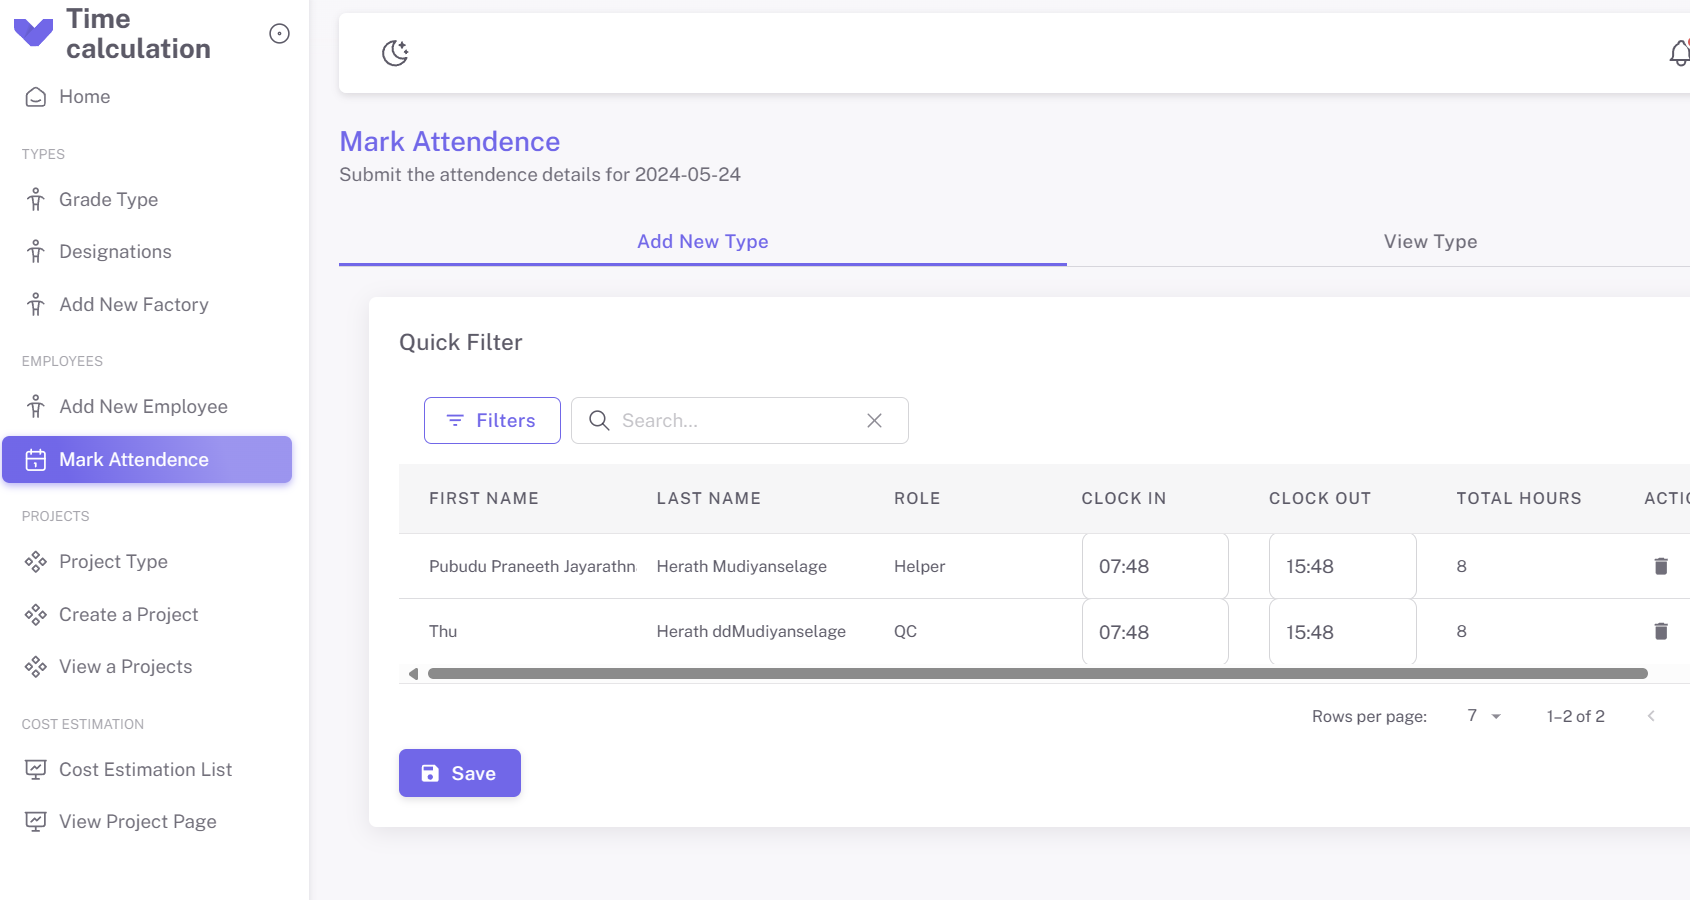 Time
calculation
Home
TYPES
Grade Type
Designations
Add New Factory
EMPLOYEES
Add New Employee
Mark Attendence
PROJECTS
Project Type
Create a Project
View a Projects
COST ESTIMATION
Cost Estimation List
View Project Page
Mark Attendence
Submit the attendence details for 2024-05-24
Add New Type View Type
Quick Filter
Filters Search...
FIRST NAME LAST NAME ROLE CLOCK IN CLOCK OUT TOTAL HOURS
Pubudu Praneeth Jayarathn Herath Mudiyanselage Helper 07:48 15:48 8
Thu Herath ddMudiyanselage QC 07:48 15:48 8
Rows per page: 7 1–2 of 2
Save